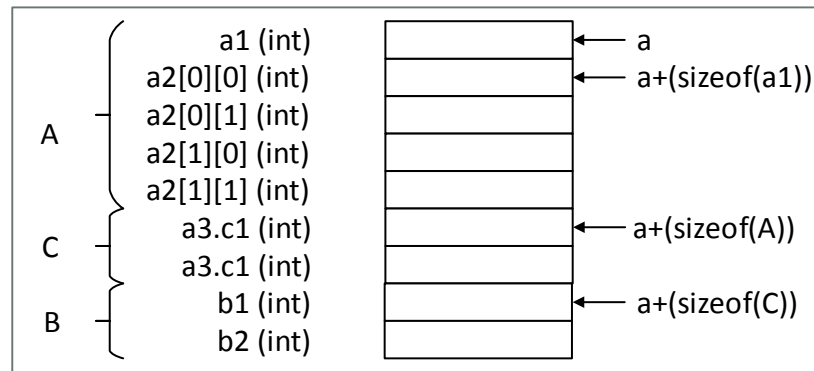 a1 (int) a
a2[0][0] (int) a+(sizeof(a1))
a2[0][1] (int)
A
a2[1][0] (int)
a2[1][1] (int)
a3.c1 (int) a+(sizeof(A))
C
a3.c1 (int)
b1 (int) a+(sizeof(C))
B
b2 (int)